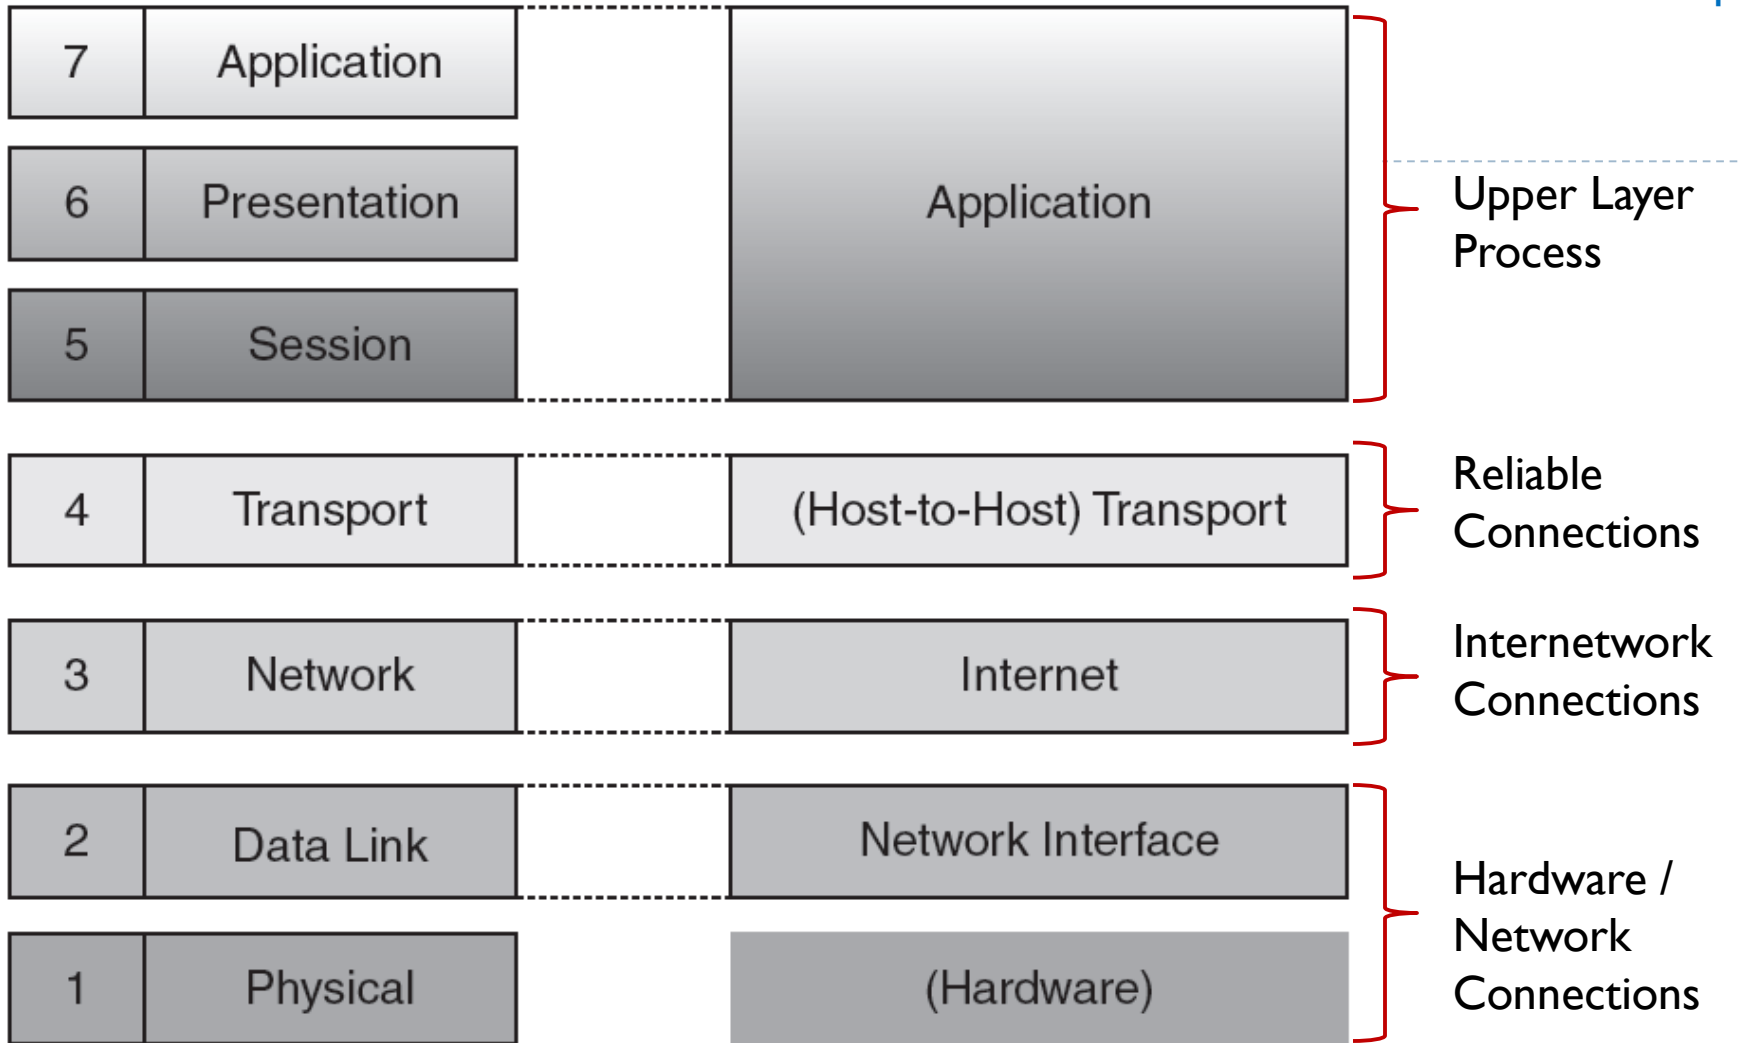 7 Application
6 Presentation
5 Session
Application
Upper Layer
Process
4 Transport
(Host-to-Host) Transport
Reliable
Connections
3 Network
Internet
Internetwork
Connections
2 Data Link
Network Interface
1 Physical
(Hardware)
Hardware /
Network
Connections